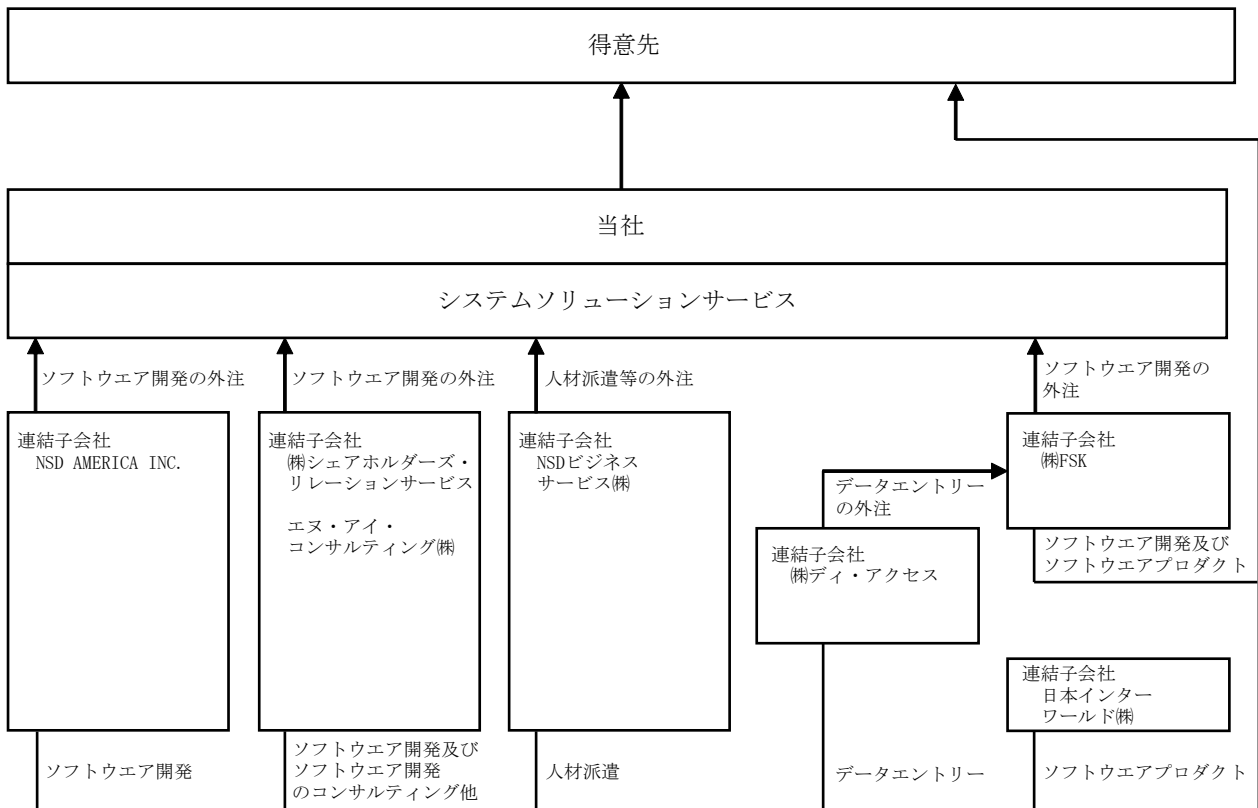 得意先
当社
システムソリューションサービス
ソフトウエア開発の外注
ソフトウエア開発の外注
人材派遣等の外注
ソフトウエア開発の
外注
連結子会社
NSD AMERICA INC.
連結子会社
㈱シェアホルダーズ・
リレーションサービス
エヌ・アイ・
コンサルティング㈱
連結子会社
NSDビジネス
サービス㈱
データエントリー
の外注
連結子会社
㈱FSK
連結子会社
㈱ディ・アクセス
ソフトウエア開発及び
ソフトウエアプロダクト
連結子会社
日本インター
ワールド㈱
ソフトウエア開発
ソフトウエア開発及び
ソフトウエア開発
のコンサルティング他
人材派遣
データエントリー
ソフトウエアプロダクト